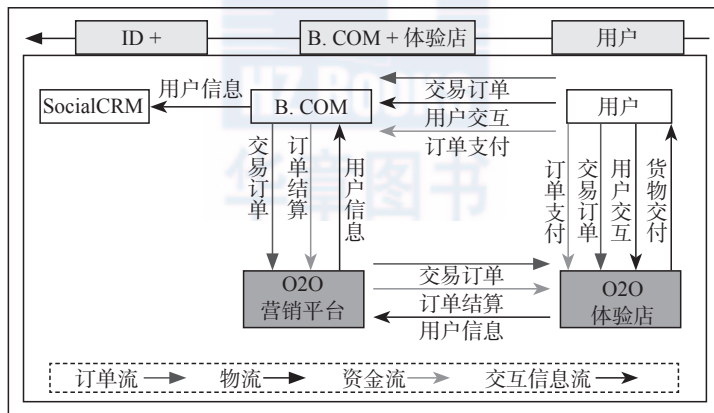 ID +
B. COM + 体验店
用户
SocialCRM
用户信息
B. COM
交易订单
用户交互
订单支付
用户
交易订单
订单结算
用户信息
订单支付
交易订单
用户交互
货物交付
O2O
营销平台
交易订单
订单结算
用户信息
O2O
体验店
订单流
物流
资金流
交互信息流
华章图书